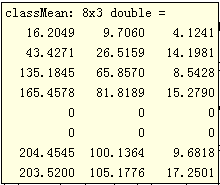 classMean: 8x3 double =
16.2049 9.7060 4.1241
43.4271 26.5159 14.1981
135.1845 65.8570 8.5428
165.4578 81.8189 15.2790
0 0 0
0 0 0
204.4545 100.1364 9.6818
203.5200 105.1776 17.2501